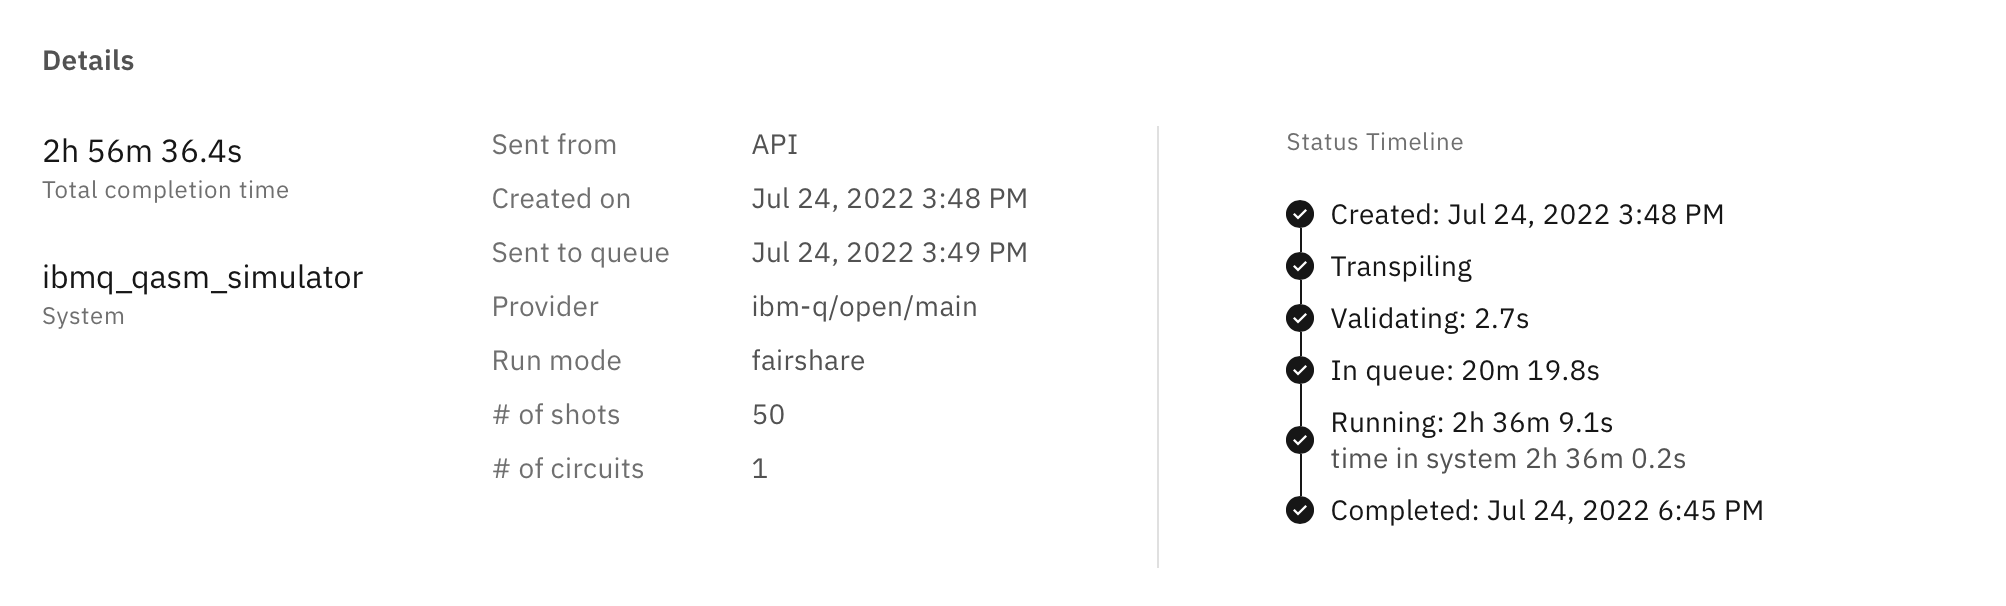 Details
2h 56m 36.4s
Total completion time
ibmq_qasm_simulator
System
Sent from API
Created on Jul 24, 2022 3:48 PM
Sent to queue Jul 24, 2022 3:49 PM
Provider ibm-q/open/main
Run mode fairshare
# of shots 50
# of circuits 1
Status Timeline
Created: Jul 24, 2022 3:48 PM
Transpiling
Validating: 2.7s
In queue: 20m 19.8s
Running: 2h 36m 9.1s
time in system 2h 36m 0.2s
Completed: Jul 24, 2022 6:45 PM